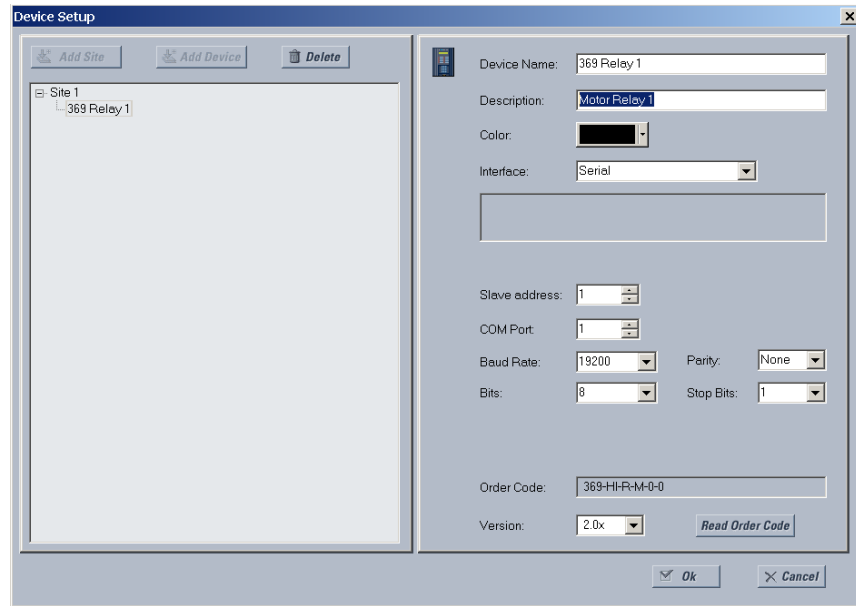 Device Setup
Add Site
Add Device
Delete
Site 1
369 Relay 1
Device Name: 369 Relay 1
Description: Motor Relay 1
Color:
Interface: Serial
Slave address: 1
COM Port: 1
Baud Rate: 19200 Parity: None
Bits: 8 Stop Bits: 1
Order Code: 369-HI-R-M-0-0
Version: 2.0x Read Order Code
Ok Cancel